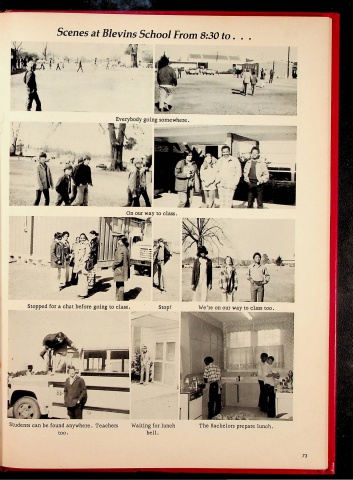 Scenes at Blevins School From 8:30 to . . .
Everybody going somewhere.
On our way to class.
Stopped for a chat before going to class.
Stop!
We're on our way to class too.
Students can be found anywhere. Teachers
too.
Waiting for lunch
bell.
The Bachelors prepare lunch.
73